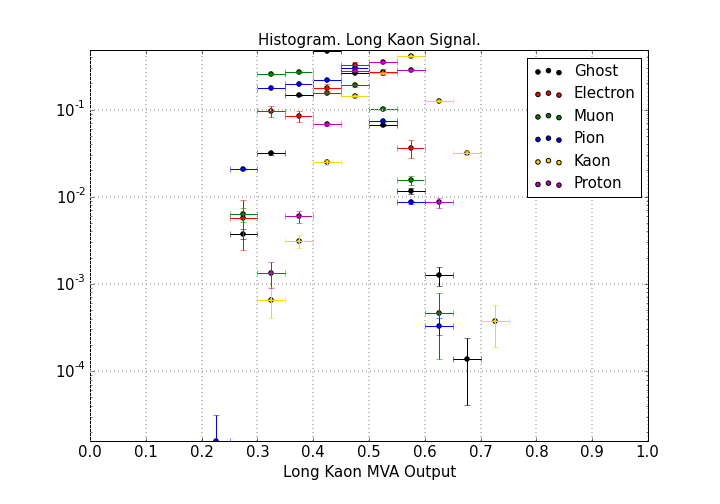 Histogram. Long Kaon Signal.
Ghost
Electron
Muon
Pion
Kaon
Proton
10^-1
10^-2
10^-3
10^-4
0.0 0.1 0.2 0.3 0.4 0.5 0.6 0.7 0.8 0.9 1.0
Long Kaon MVA Output